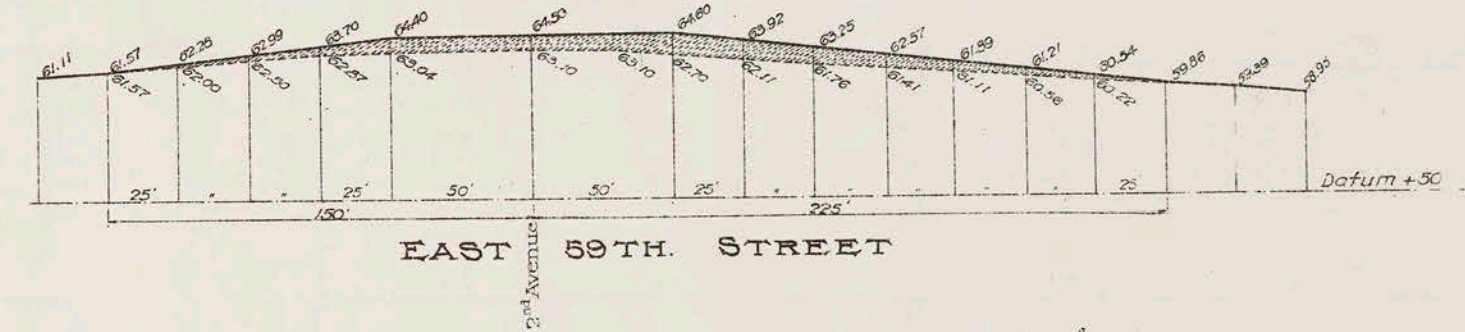 61.11 61.57 62.28 62.99 63.70 64.40 64.50 64.60 63.92 63.25 62.57 61.89 61.21 60.54 59.86 59.39 58.95
61.57 62.00 62.50 62.87 63.04 63.10 63.10 62.70 62.11 61.76 61.41 61.11 60.56 60.22
25' " " 25' 50' 50' 25' " " " " " 25 Datum +50
150' 225'
EAST 59TH. STREET
2nd Avenue